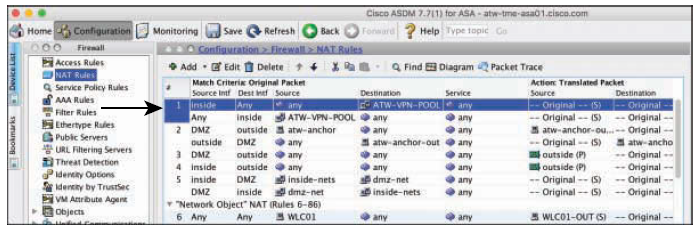 Cisco ASDM 7.7(1) for ASA - atw-tme-asa01.cisco.com
Home Configuration Monitoring Save Refresh Back Forward ? Help Type topic Go
Device List
Bookmarks
Firewall
Access Rules
NAT Rules
Service Policy Rules
AAA Rules
Filter Rules
Ethertype Rules
Public Servers
URL Filtering Servers
Threat Detection
Identity Options
Identity by TrustSec
VM Attribute Agent
Objects
Unified Communications
Configuration > Firewall > NAT Rules
Add Edit Delete Find Diagram Packet Trace
# Match Criteria: Original Packet Action: Translated Packet
Source Intf Dest Intf Source Destination Service Source Destination
1 inside Any any ATW-VPN-POOL any -- Original -- (S) -- Original --
Any inside ATW-VPN-POOL any any -- Original -- (S) -- Original --
2 DMZ outside atw-anchor any any atw-anchor-ou... -- Original --
outside DMZ any atw-anchor-out any -- Original -- (S) atw-ancho
3 DMZ outside any any any outside (P) -- Original --
4 inside outside any any any outside (P) -- Original --
5 DMZ inside inside-nets dmz-net any -- Original -- (S) -- Original --
DMZ inside dmz-net inside-nets any -- Original -- (S) -- Original --
"Network Object" NAT (Rules 6-86)
6 Any Any WLC01 any any WLC01-OUT (S) -- Original --